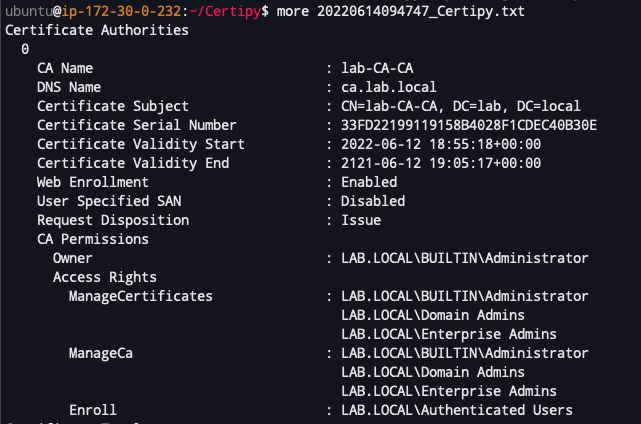 ubuntu@ip-172-30-0-232:~/Certipy$ more 20220614094747_Certipy.txt
Certificate Authorities
0
CA Name : lab-CA-CA
DNS Name : ca.lab.local
Certificate Subject : CN=lab-CA-CA, DC=lab, DC=local
Certificate Serial Number : 33FD22199119158B4028F1CDEC40B30E
Certificate Validity Start : 2022-06-12 18:55:18+00:00
Certificate Validity End : 2121-06-12 19:05:17+00:00
Web Enrollment : Enabled
User Specified SAN : Disabled
Request Disposition : Issue
CA Permissions
Owner : LAB.LOCAL\BUILTIN\Administrator
Access Rights
ManageCertificates : LAB.LOCAL\BUILTIN\Administrator
LAB.LOCAL\Domain Admins
LAB.LOCAL\Enterprise Admins
ManageCa : LAB.LOCAL\BUILTIN\Administrator
LAB.LOCAL\Domain Admins
LAB.LOCAL\Enterprise Admins
Enroll : LAB.LOCAL\Authenticated Users